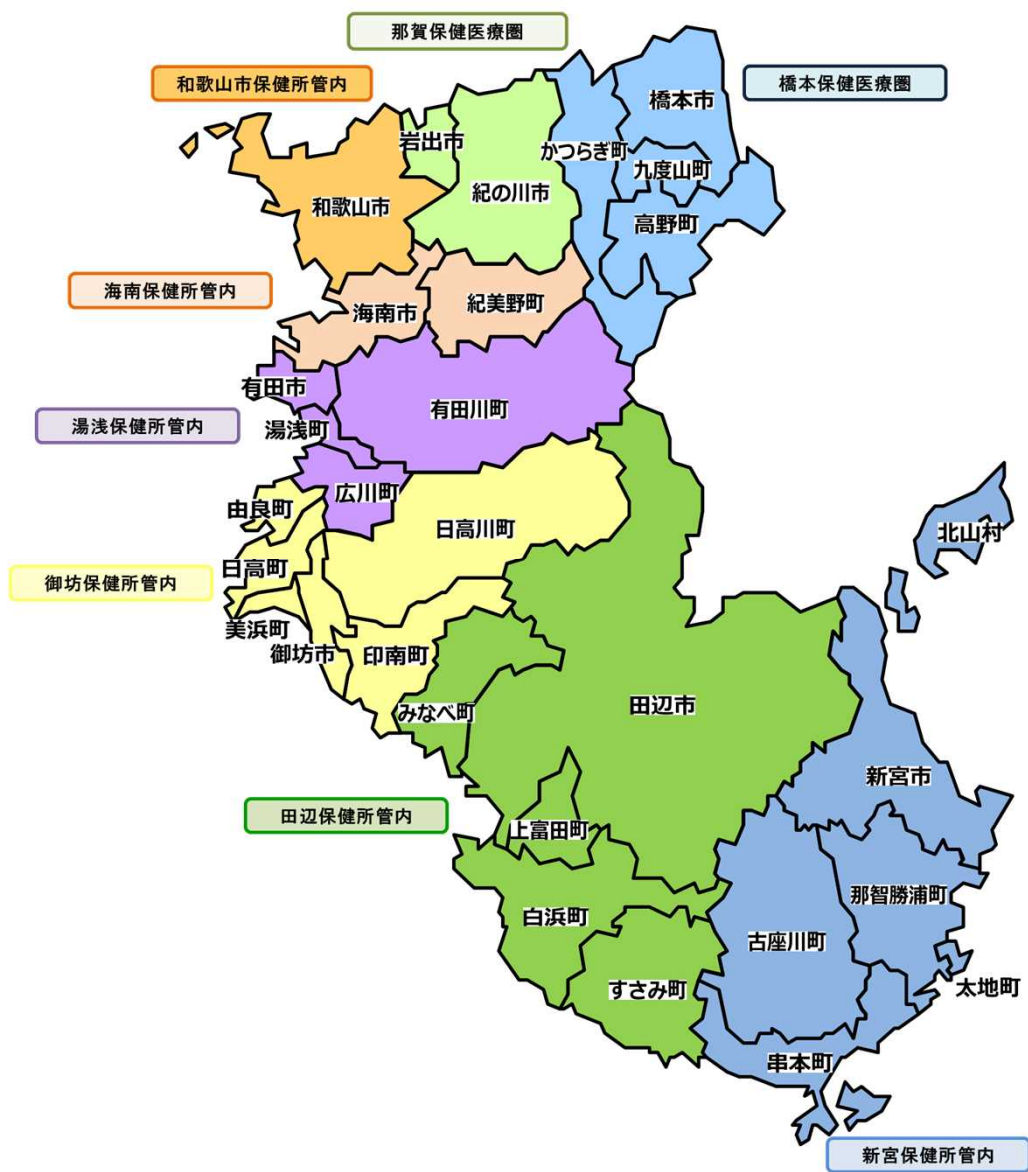 那賀保健医療圏
和歌山市保健所管内
橋本保健医療圏
橋本市
岩出市
かつらぎ町
九度山町
紀の川市
和歌山市
高野町
海南保健所管内
海南市
紀美野町
有田市
有田川町
湯浅保健所管内
湯浅町
広川町
由良町
日高川町
北山村
日高町
御坊保健所管内
美浜町
御坊市
印南町
みなべ町
田辺市
新宮市
田辺保健所管内
上富田町
那智勝浦町
白浜町
古座川町
すさみ町
太地町
串本町
新宮保健所管内